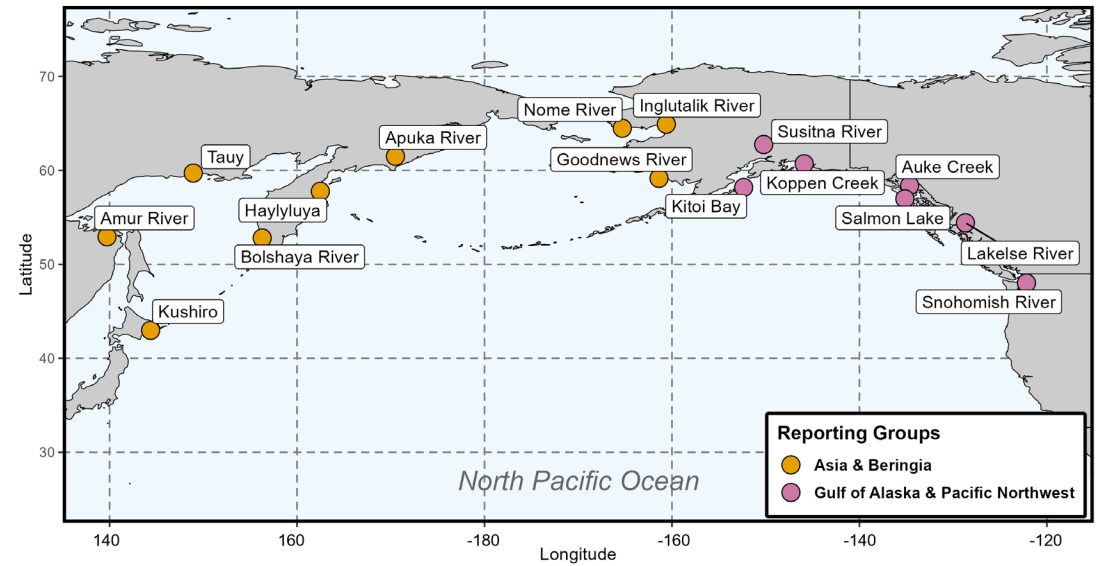 70
60
50
40
30
Latitude
Nome River
Inglutalik River
Susitna River
Apuka River
Tauy
Goodnews River
Auke Creek
Koppen Creek
Haylyluya
Kitoi Bay
Amur River
Salmon Lake
Bolshaya River
Lakelse River
Snohomish River
Kushiro
North Pacific Ocean
Reporting Groups
Asia & Beringia
Gulf of Alaska & Pacific Northwest
140
160
-180
-160
-140
-120
Longitude